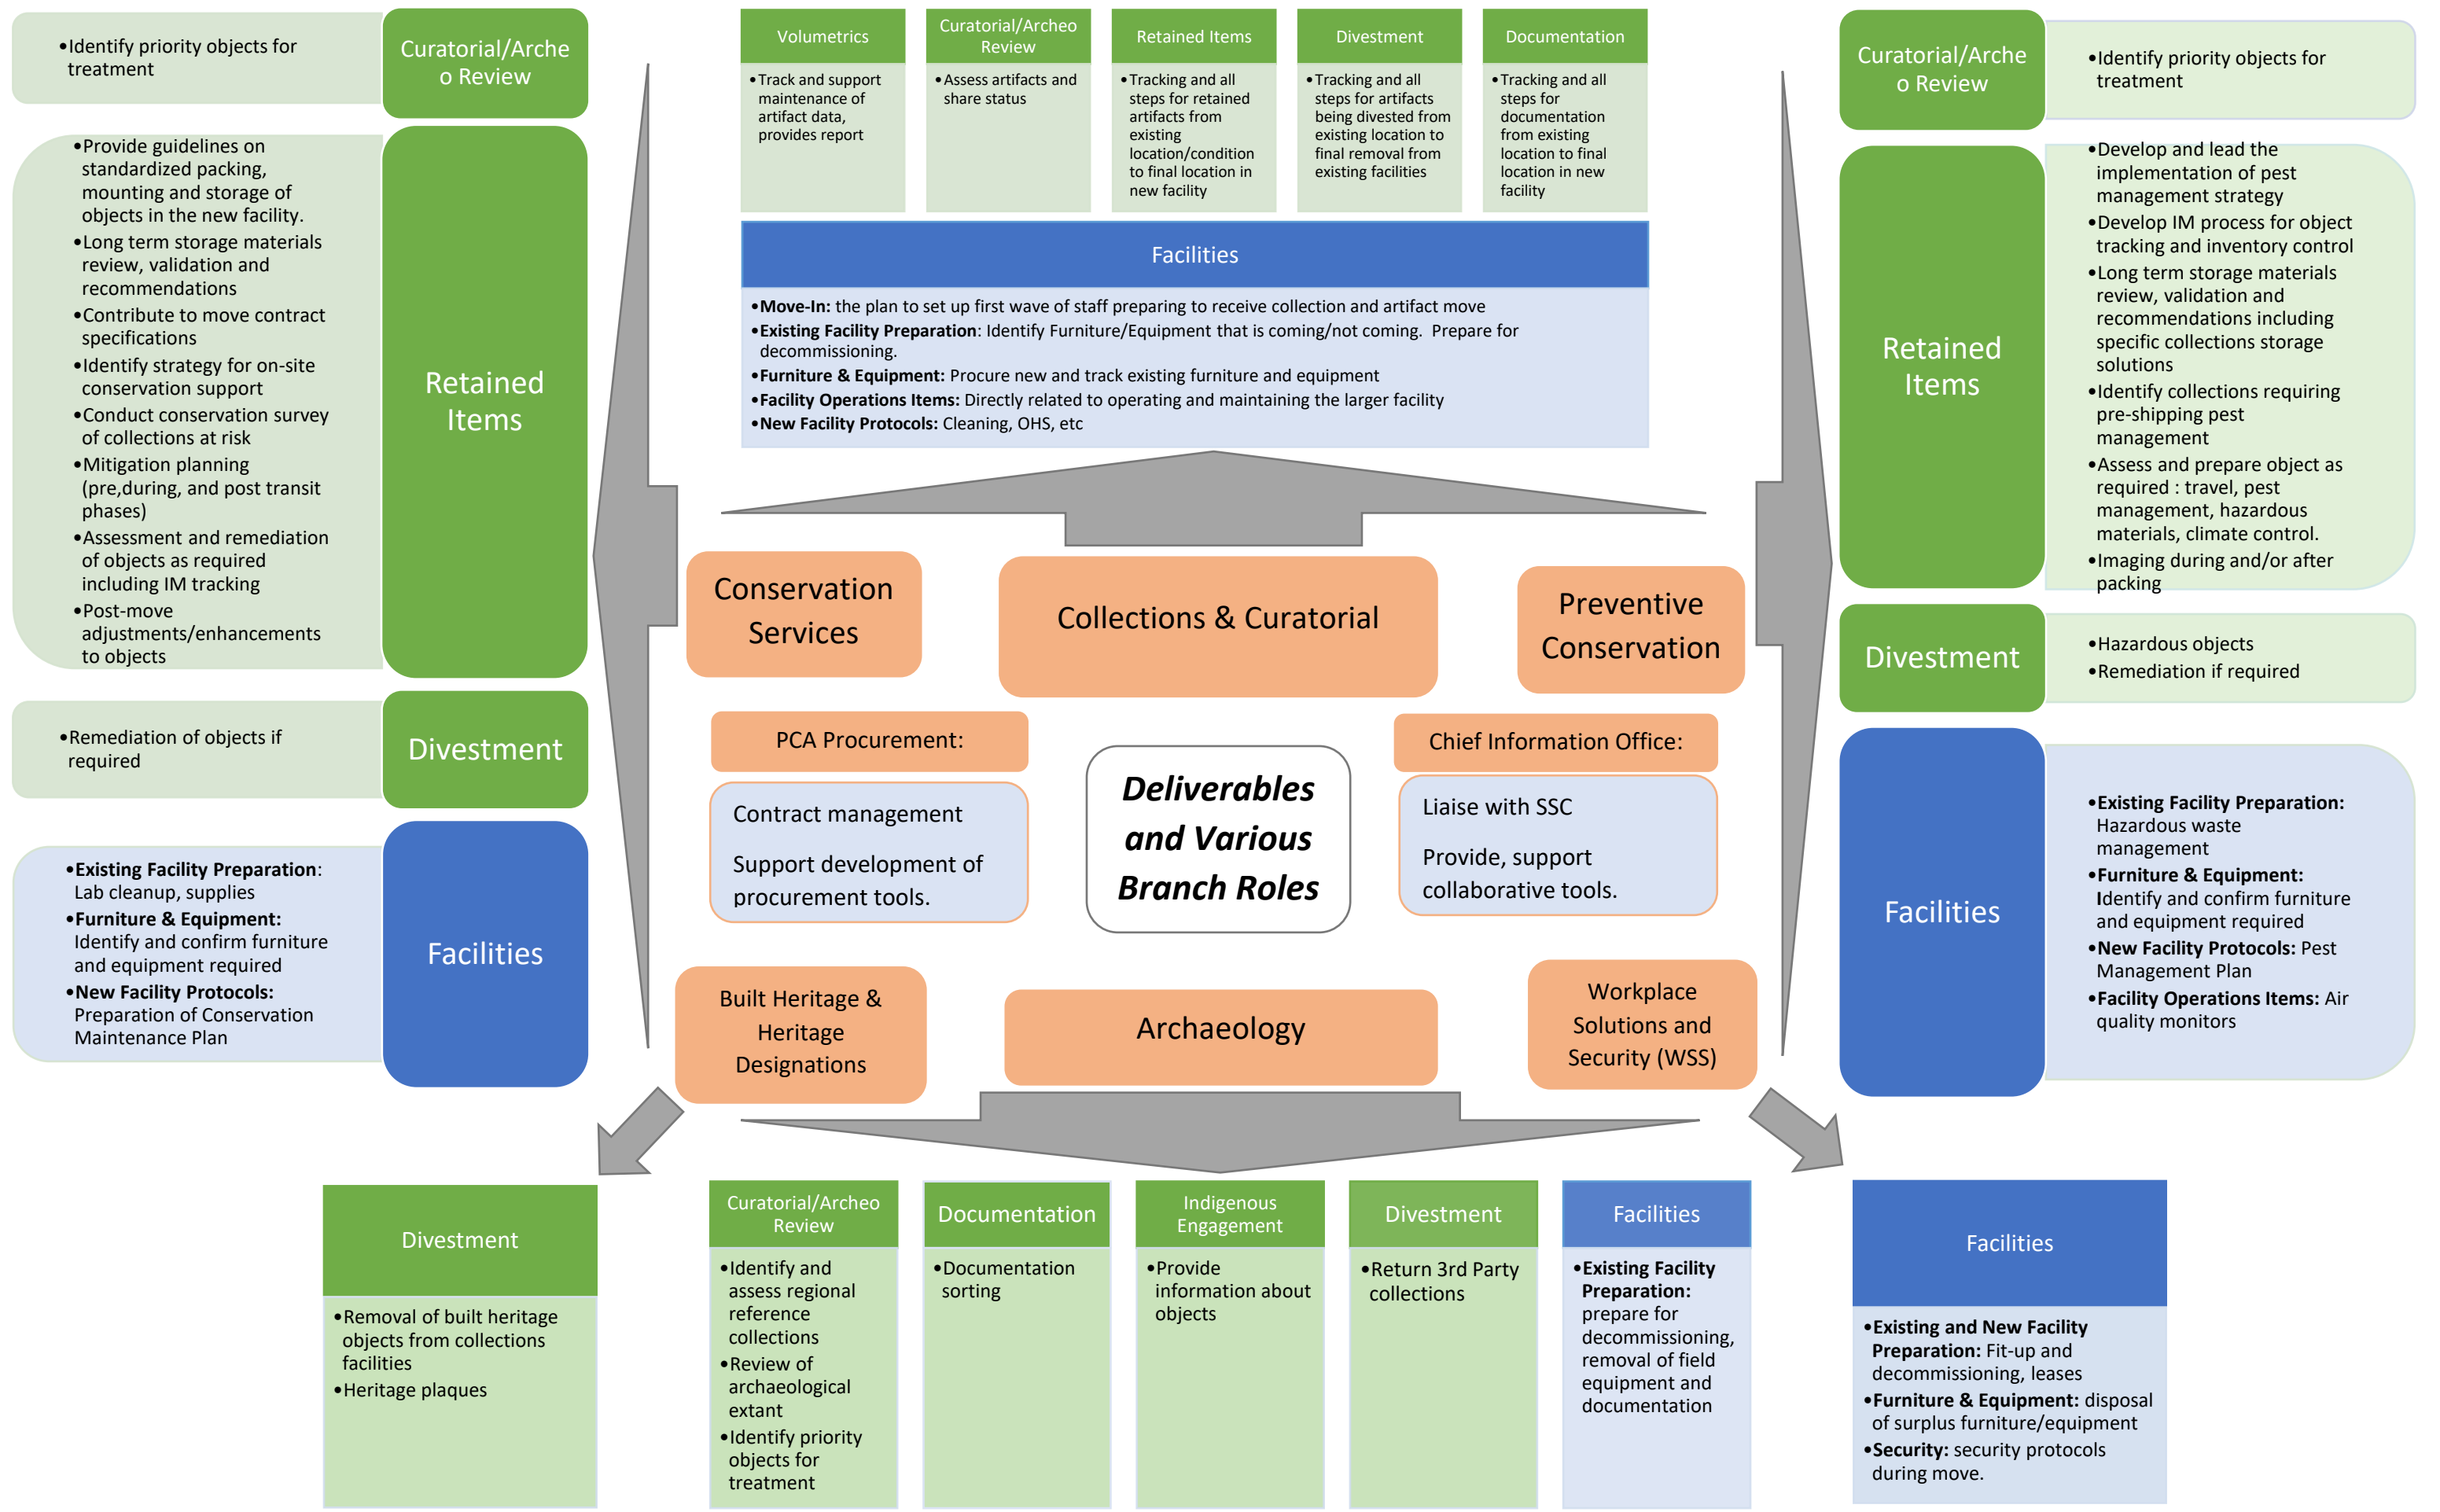 •Identify priority objects for
treatment
Curatorial/Arche
o Review
•Provide guidelines on
standardized packing,
mounting and storage of
objects in the new facility.
•Long term storage materials
review, validation and
recommendations
•Contribute to move contract
specifications
•Identify strategy for on-site
conservation support
•Conduct conservation survey
of collections at risk
•Mitigation planning
(pre,during, and post transit
phases)
•Assessment and remediation
of objects as required
including IM tracking
•Post-move
adjustments/enhancements
to objects
Retained
Items
•Remediation of objects if
required
Divestment
•Existing Facility Preparation:
Lab cleanup, supplies
•Furniture & Equipment:
Identify and confirm furniture
and equipment required
•New Facility Protocols:
Preparation of Conservation
Maintenance Plan
Facilities
Volumetrics
•Track and support
maintenance of
artifact data,
provides report
Curatorial/Archeo
Review
•Assess artifacts and
share status
Retained Items
•Tracking and all
steps for retained
artifacts from
existing
location/condition
to final location in
new facility
Divestment
•Tracking and all
steps for artifacts
being divested from
existing location to
final removal from
existing facilities
Documentation
•Tracking and all
steps for
documentation
from existing
location to final
location in new
facility
Facilities
•Move-In: the plan to set up first wave of staff preparing to receive collection and artifact move
•Existing Facility Preparation: Identify Furniture/Equipment that is coming/not coming.  Prepare for
decommissioning.
•Furniture & Equipment: Procure new and track existing furniture and equipment
•Facility Operations Items: Directly related to operating and maintaining the larger facility
•New Facility Protocols: Cleaning, OHS, etc
Conservation
Services
Collections & Curatorial
Preventive
Conservation
PCA Procurement:
Contract management
Support development of
procurement tools.
Deliverables
and Various
Branch Roles
Chief Information Office:
Liaise with SSC
Provide, support
collaborative tools.
Built Heritage &
Heritage
Designations
Archaeology
Workplace
Solutions and
Security (WSS)
Curatorial/Arche
o Review
•Identify priority objects for
treatment
Retained
Items
•Develop and lead the
implementation of pest
management strategy
•Develop IM process for object
tracking and inventory control
•Long term storage materials
review, validation and
recommendations including
specific collections storage
solutions
•Identify collections requiring
pre-shipping pest
management
•Assess and prepare object as
required : travel, pest
management, hazardous
materials, climate control.
•Imaging during and/or after
packing
Divestment
•Hazardous objects
•Remediation if required
Facilities
•Existing Facility Preparation:
Hazardous waste
management
•Furniture & Equipment:
Identify and confirm furniture
and equipment required
•New Facility Protocols: Pest
Management Plan
•Facility Operations Items: Air
quality monitors
Divestment
•Removal of built heritage
objects from collections
facilities
•Heritage plaques
Curatorial/Archeo
Review
•Identify and
assess regional
reference
collections
•Review of
archaeological
extant
•Identify priority
objects for
treatment
Documentation
•Documentation
sorting
Indigenous
Engagement
•Provide
information about
objects
Divestment
•Return 3rd Party
collections
Facilities
•Existing Facility
Preparation:
prepare for
decommissioning,
removal of field
equipment and
documentation
Facilities
•Existing and New Facility
Preparation: Fit-up and
decommissioning, leases
•Furniture & Equipment: disposal
of surplus furniture/equipment
•Security: security protocols
during move.